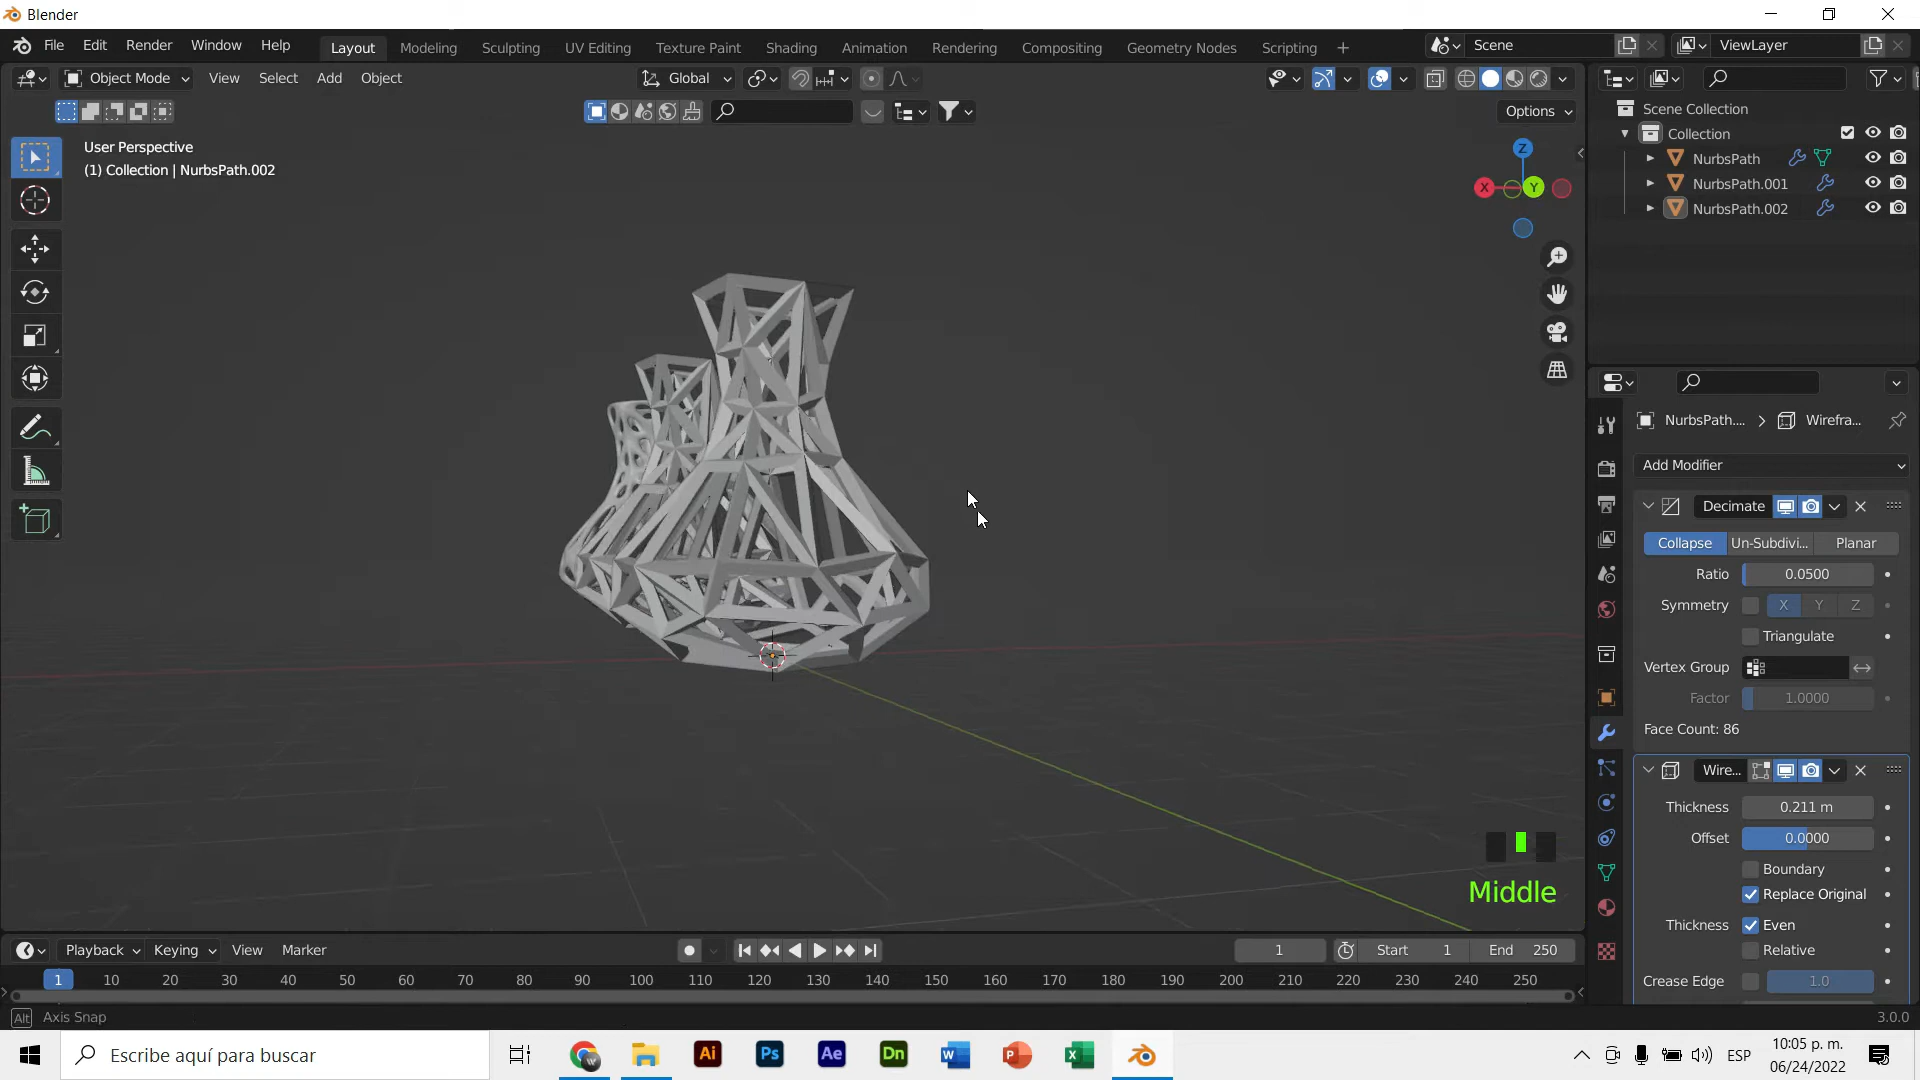 Blender
File Edit Render Window Help Layout Modeling Sculpting UV Editing Texture Paint Shading Animation Rendering Compositing Geometry Nodes Scripting + Scene ViewLayer
Object Mode View Select Add Object Global
Options
User Perspective
(1) Collection | NurbsPath.002
Z
X
Y
Scene Collection
Collection
NurbsPath
NurbsPath.001
NurbsPath.002
NurbsPath.... > Wirefra...
Add Modifier
Decimate
Collapse Un-Subdivi... Planar
Ratio 0.0500
Symmetry X Y Z
Triangulate
Vertex Group
Factor 1.0000
Face Count: 86
Wire...
Thickness 0.211 m
Offset 0.0000
Boundary
Replace Original
Thickness Even
Relative
Crease Edge 1.0
Middle
Playback Keying View Marker 1 Start 1 End 250
1 10 20 30 40 50 60 70 80 90 100 110 120 130 140 150 160 170 180 190 200 210 220 230 240 250
Alt Axis Snap 3.0.0
Escribe aquí para buscar
Ai Ps Ae Dn W P X
ESP
10:05 p. m.
06/24/2022